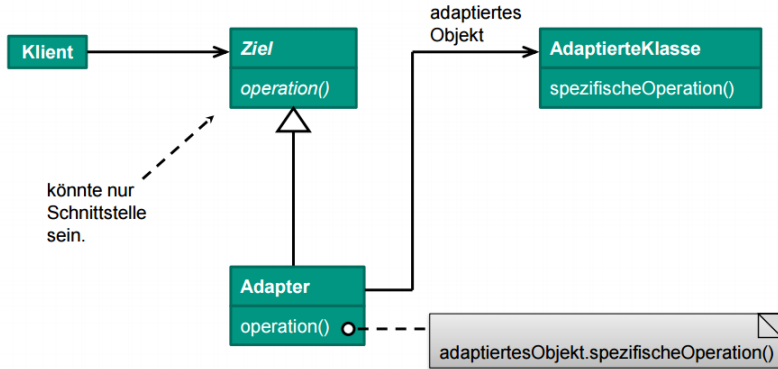 Klient
Ziel
operation()
adaptiertes
Objekt
AdaptierteKlasse
spezifischeOperation()
könnte nur
Schnittstelle
sein.
Adapter
operation()
adaptiertesObjekt.spezifischeOperation()